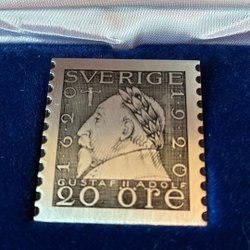 SVERIGE
1620 1920
GUSTAF II ADOLF
20 ÖRE